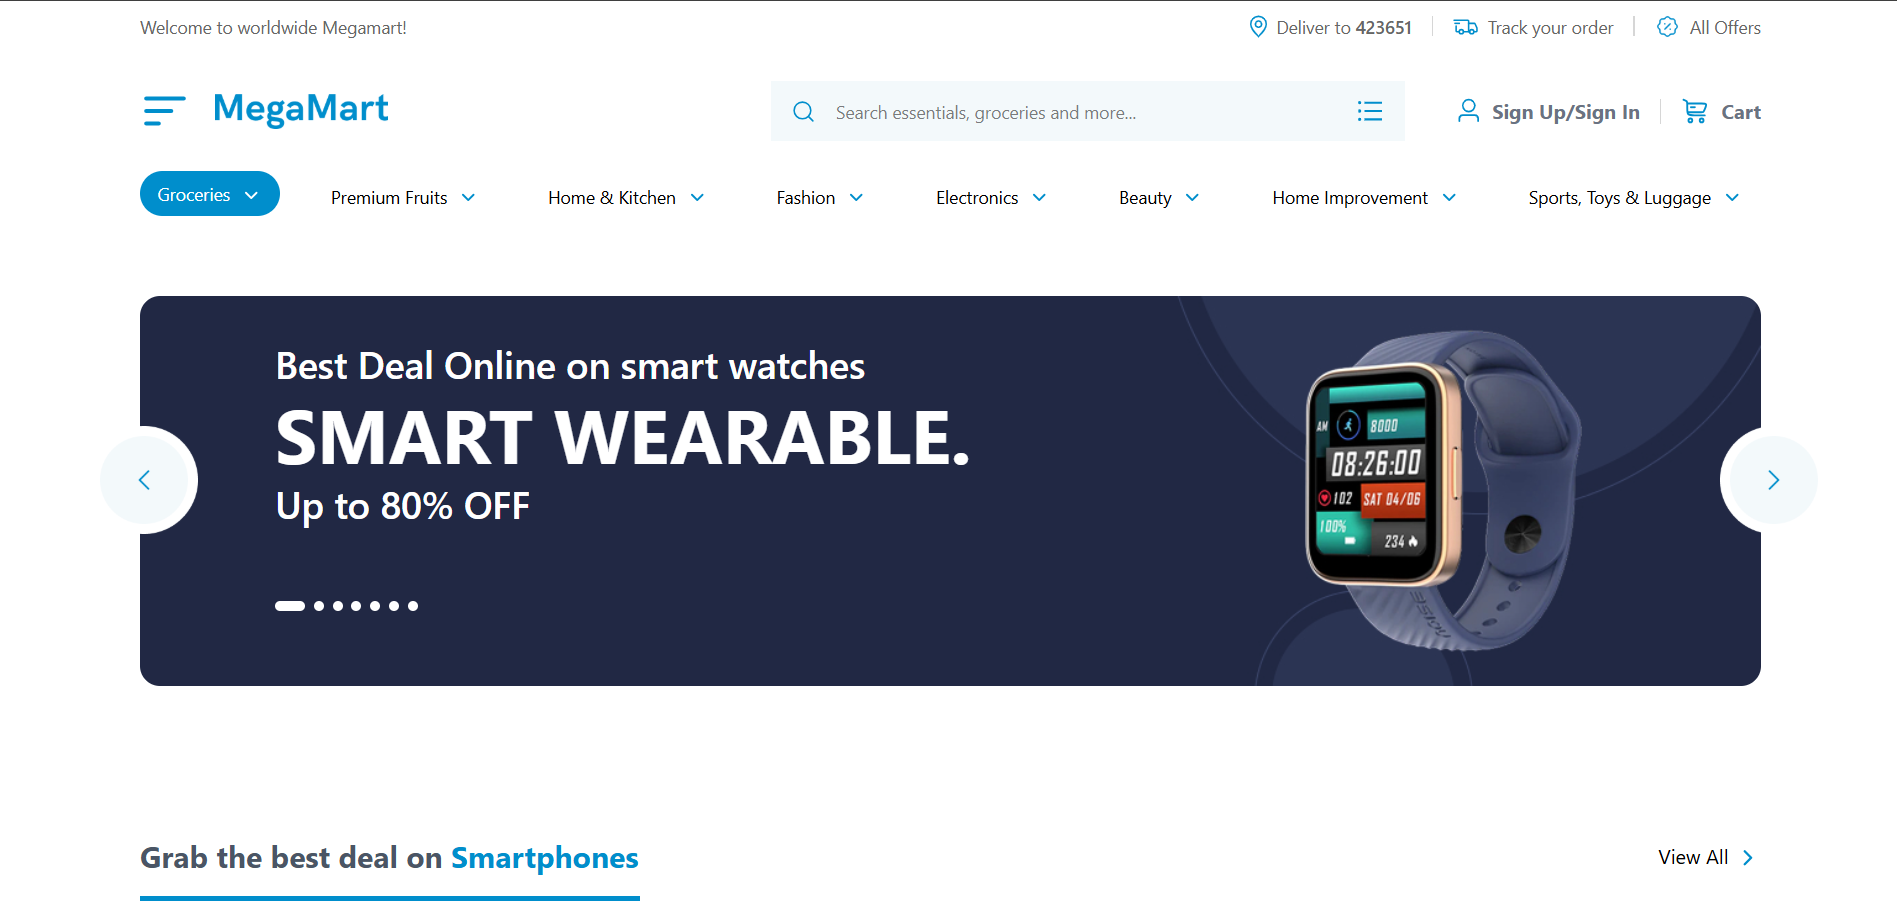 Welcome to worldwide Megamart!
Deliver to 423651
Track your order
All Offers
MegaMart
Search essentials, groceries and more...
Sign Up/Sign In
Cart
Groceries
Premium Fruits
Home & Kitchen
Fashion
Electronics
Beauty
Home Improvement
Sports, Toys & Luggage
Best Deal Online on smart watches
SMART WEARABLE.
Up to 80% OFF
AM
8000
08:26:00
102
SAT 04/06
100%
234
noise
Grab the best deal on Smartphones
View All